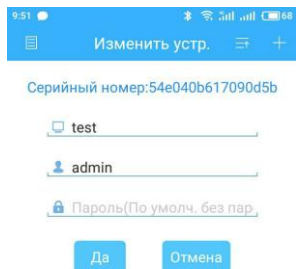 9:51 68
Изменить устр.
Серийный номер:54e040b617090d5b
test
admin
Пароль(По умолч. без пар
Да Отмена